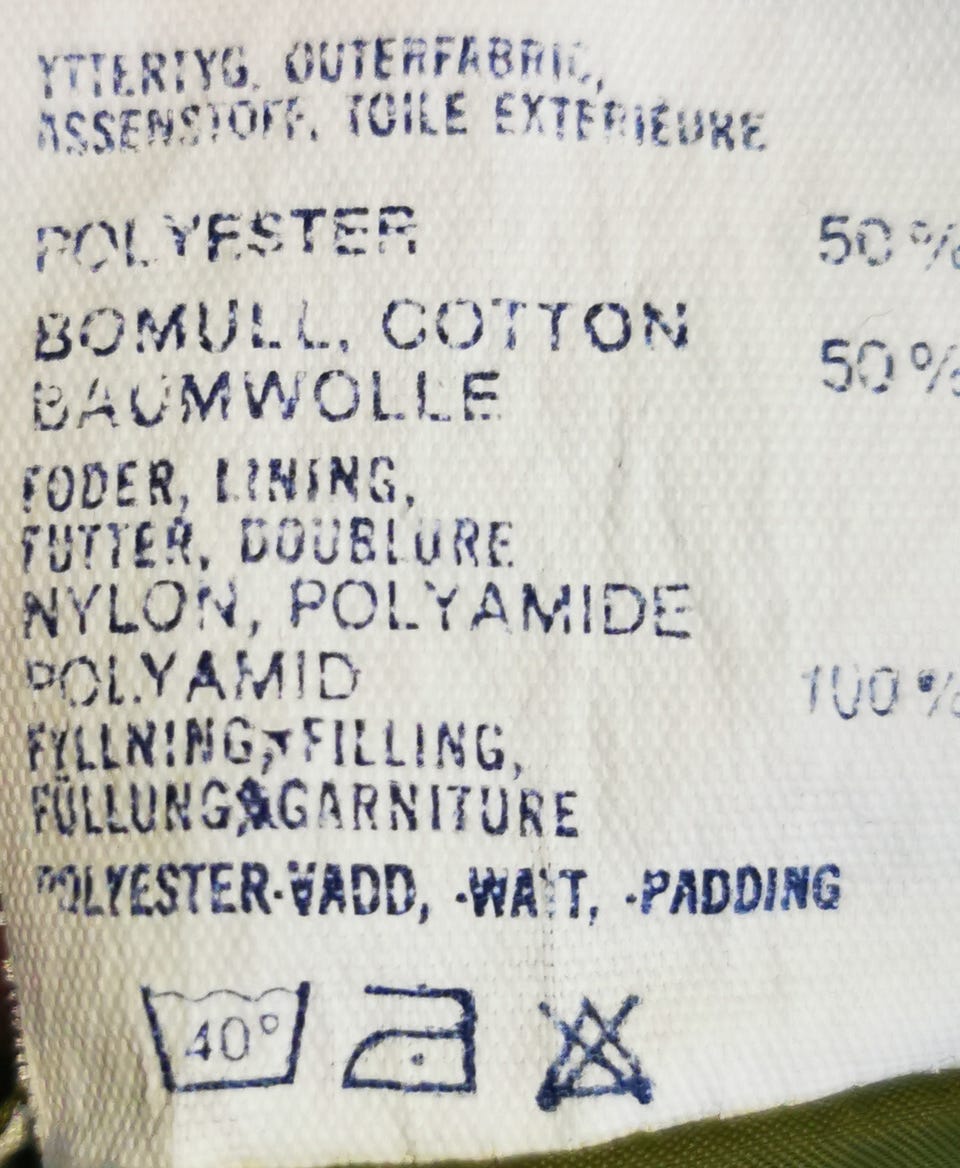 YTTERTYG, OUTERFABRIC,
ASSENSTOFF, TOILE EXTERIEURE
POLYESTER 50 %
BOMULL, COTTON
BAUMWOLLE 50 %
FODER, LINING,
FUTTER, DOUBLURE
NYLON, POLYAMIDE
POLYAMID 100 %
FYLLNING, FILLING,
FÜLLUNG, GARNITURE
POLYESTER-VADD, -WATT, -PADDING
40°